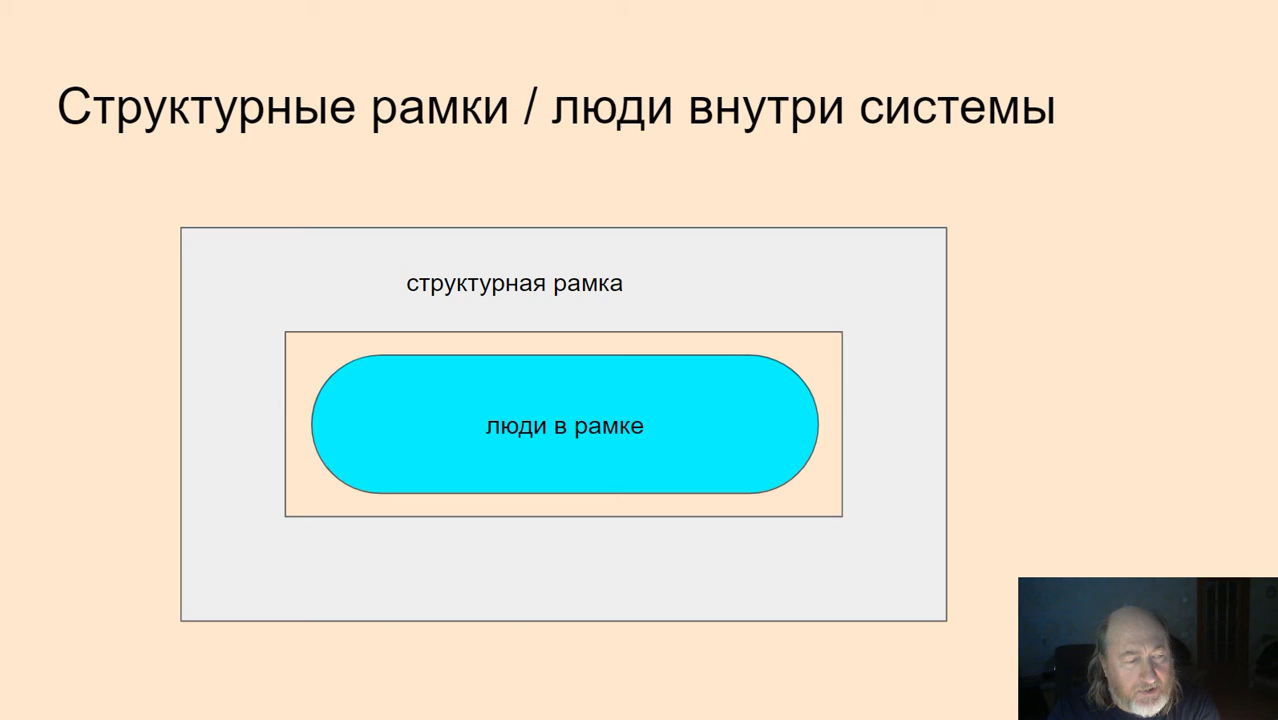 Структурные рамки / люди внутри системы
структурная рамка
люди в рамке